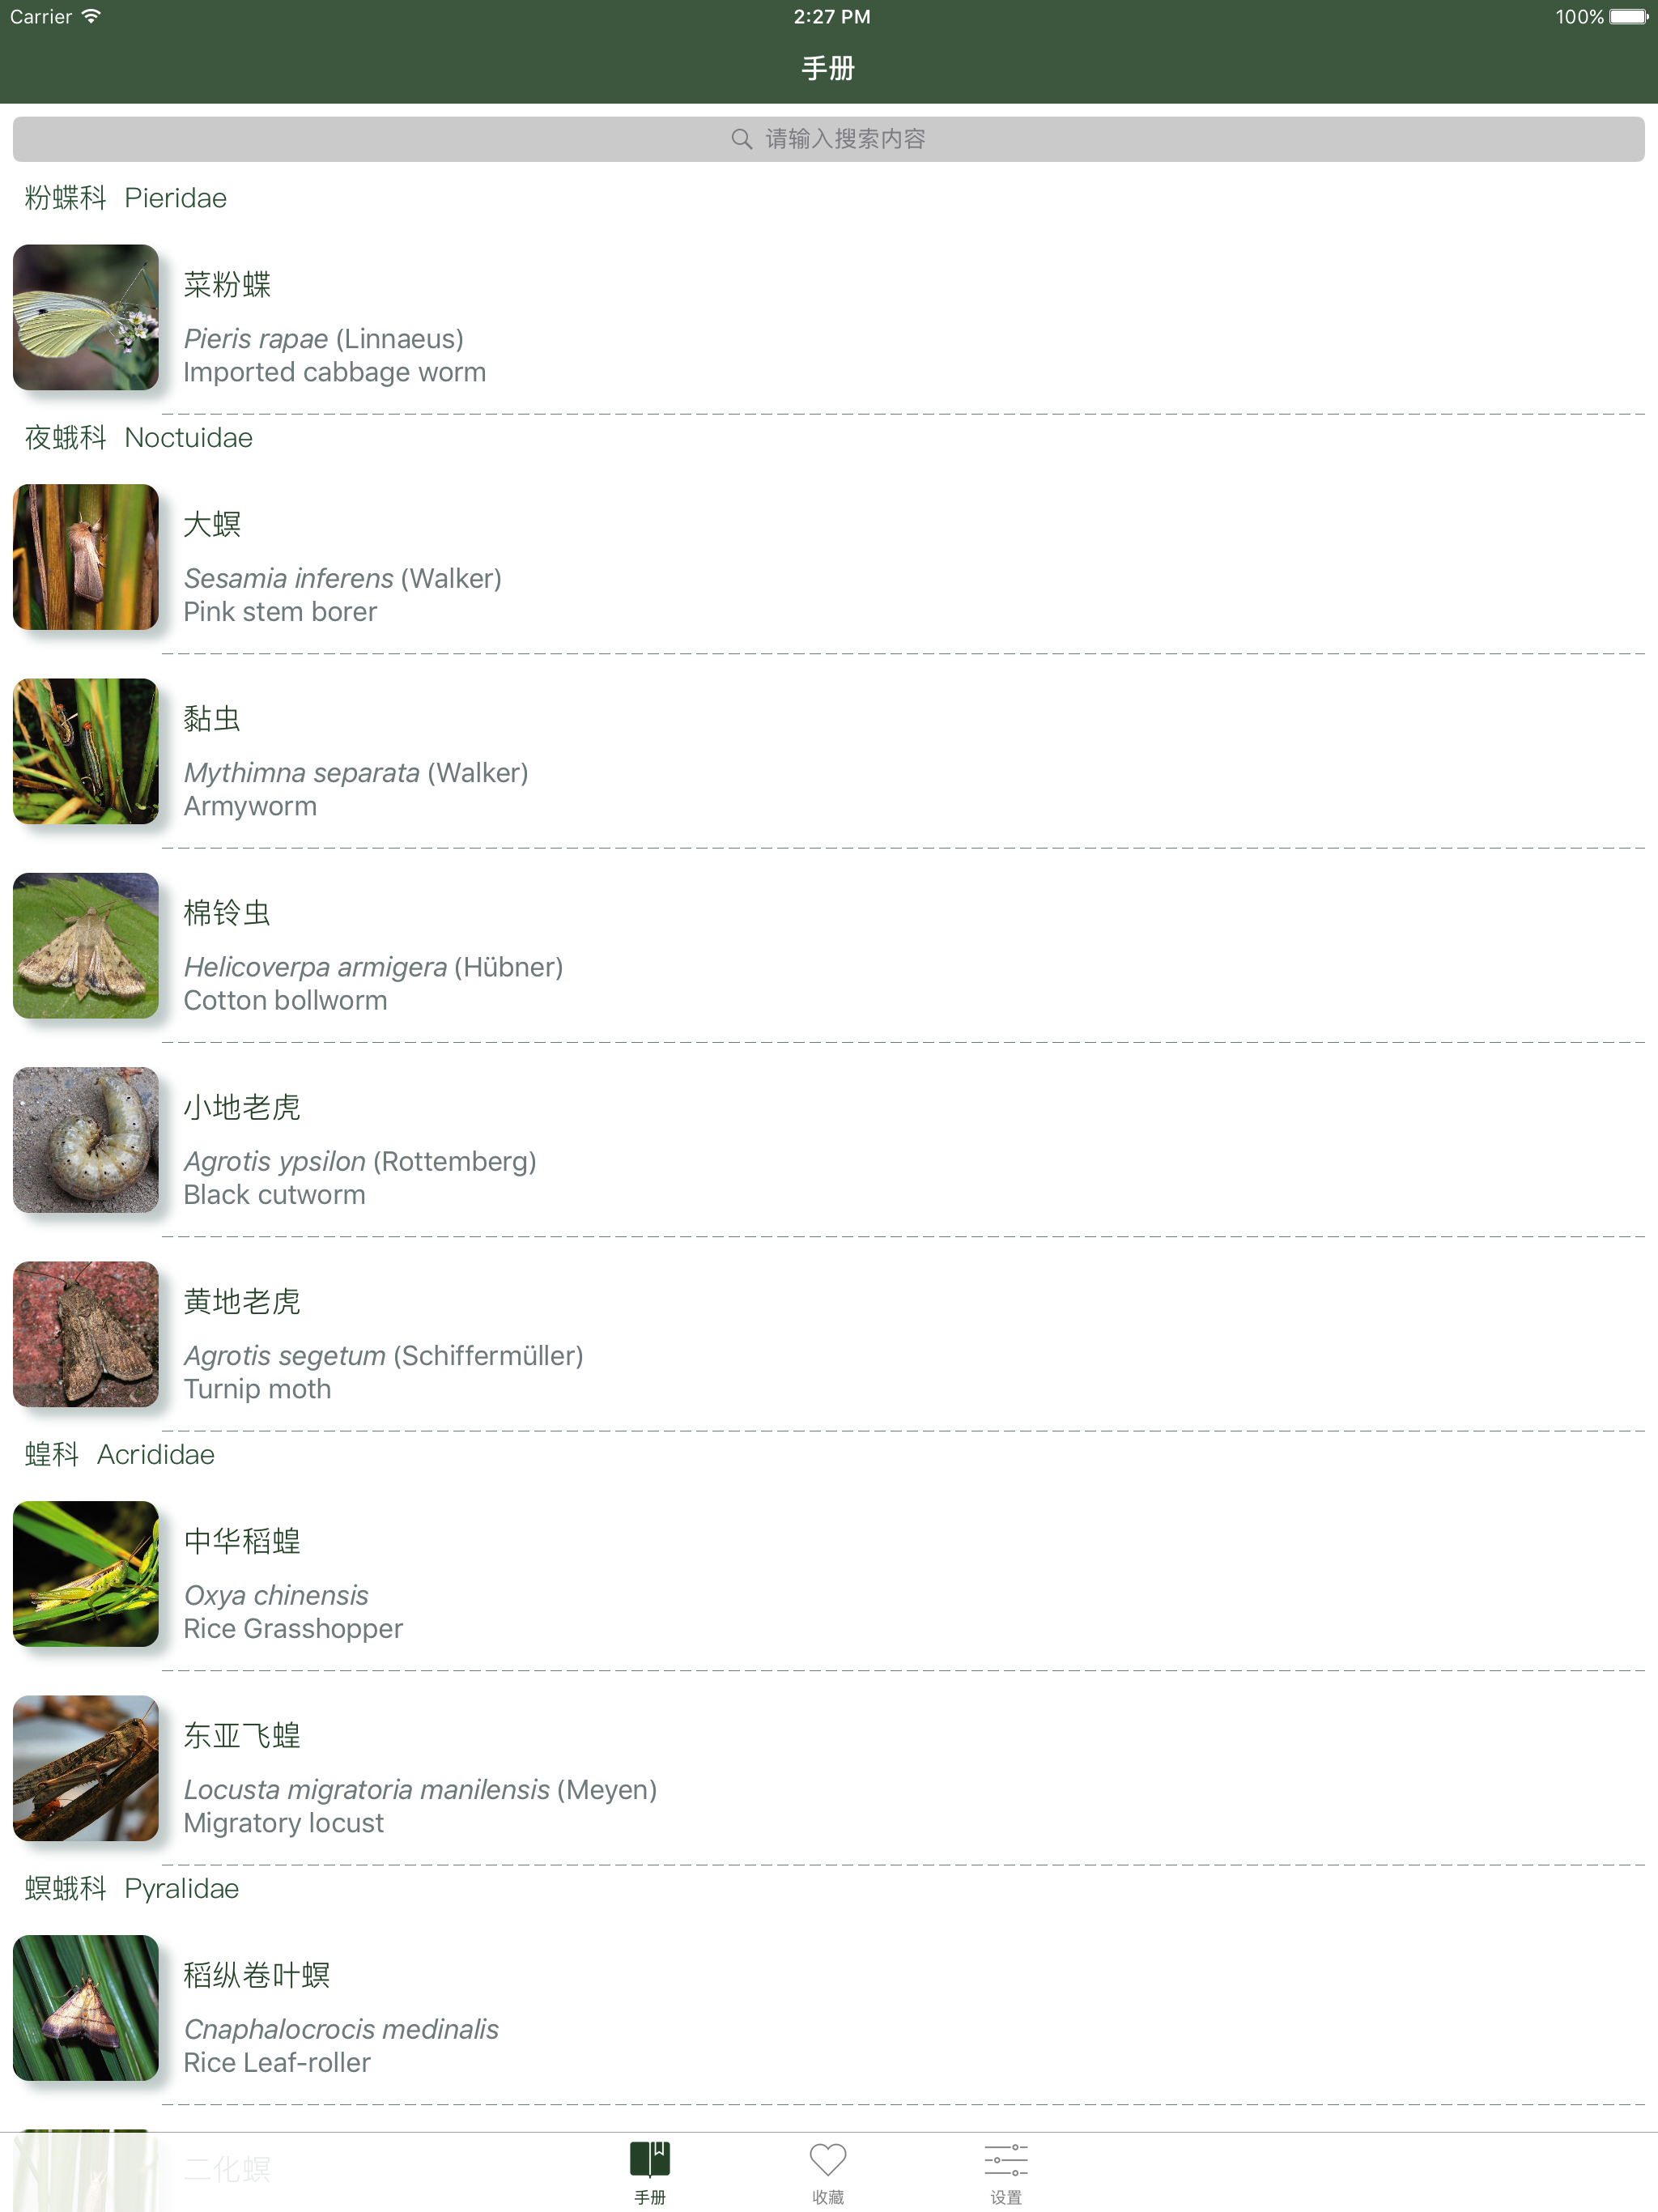 Carrier 2:27 PM 100%
手册
请输入搜索内容
粉蝶科 Pieridae
菜粉蝶
Pieris rapae (Linnaeus)
Imported cabbage worm
夜蛾科 Noctuidae
大螟
Sesamia inferens (Walker)
Pink stem borer
黏虫
Mythimna separata (Walker)
Armyworm
棉铃虫
Helicoverpa armigera (Hübner)
Cotton bollworm
小地老虎
Agrotis ypsilon (Rottemberg)
Black cutworm
黄地老虎
Agrotis segetum (Schiffermüller)
Turnip moth
蝗科 Acrididae
中华稻蝗
Oxya chinensis
Rice Grasshopper
东亚飞蝗
Locusta migratoria manilensis (Meyen)
Migratory locust
螟蛾科 Pyralidae
稻纵卷叶螟
Cnaphalocrocis medinalis
Rice Leaf-roller
二化螟
手册 收藏 设置